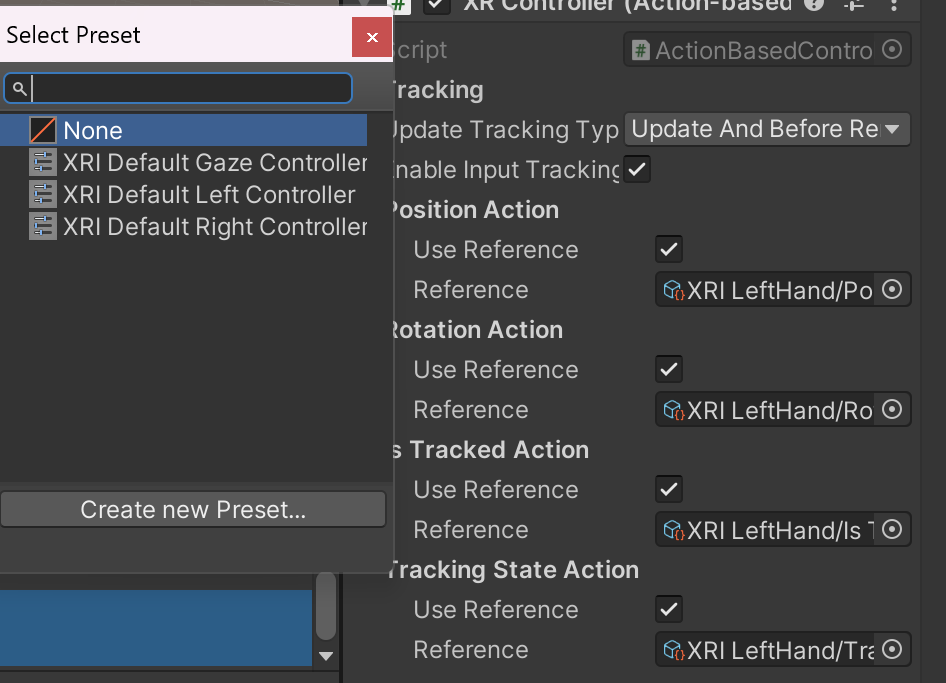 Select Preset
None
XRI Default Gaze Controller
XRI Default Left Controller
XRI Default Right Controller
Create new Preset...
XR Controller (Action-based
Script
ActionBasedContro
Tracking
Update Tracking Typ
Update And Before Re
Enable Input Tracking
Position Action
Use Reference
Reference
XRI LeftHand/Po
Rotation Action
Use Reference
Reference
XRI LeftHand/Ro
Is Tracked Action
Use Reference
Reference
XRI LeftHand/Is T
Tracking State Action
Use Reference
Reference
XRI LeftHand/Tra